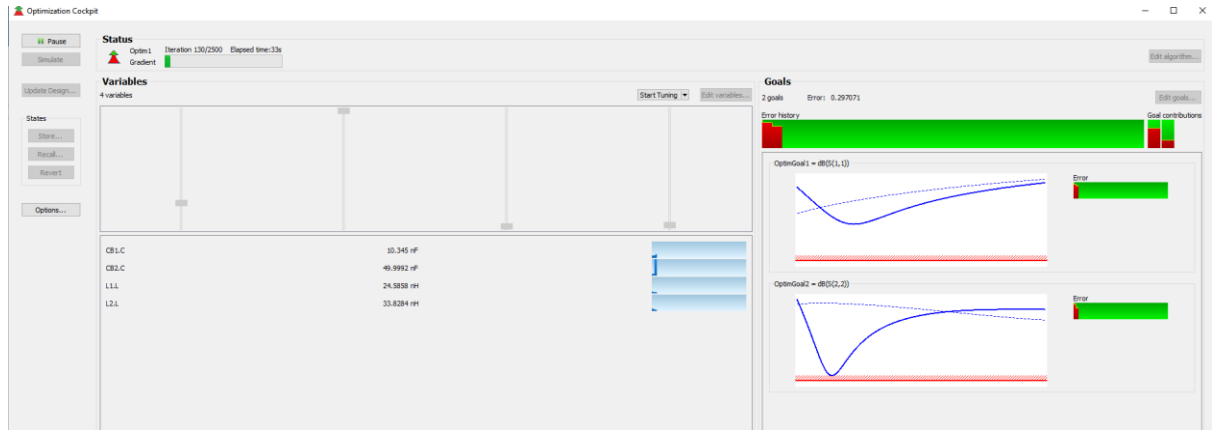 Optimization Cockpit
Pause
Simulate
Update Design...
States
Store...
Recall...
Revert
Options...
Status
Optim1 Iteration 130/2500 Elapsed time:33s
Gradient
Edit algorithm...
Variables
4 variables
Start Tuning
Edit variables...
CB1.C 10.345 nF
CB2.C 49.9992 nF
L1.L 24.5858 nH
L2.L 33.8284 nH
Goals
2 goals Error: 0.297071
Edit goals...
Error history Goal contributions
OptimGoal1 = dB(S(1,1))
Error
OptimGoal2 = dB(S(2,2))
Error